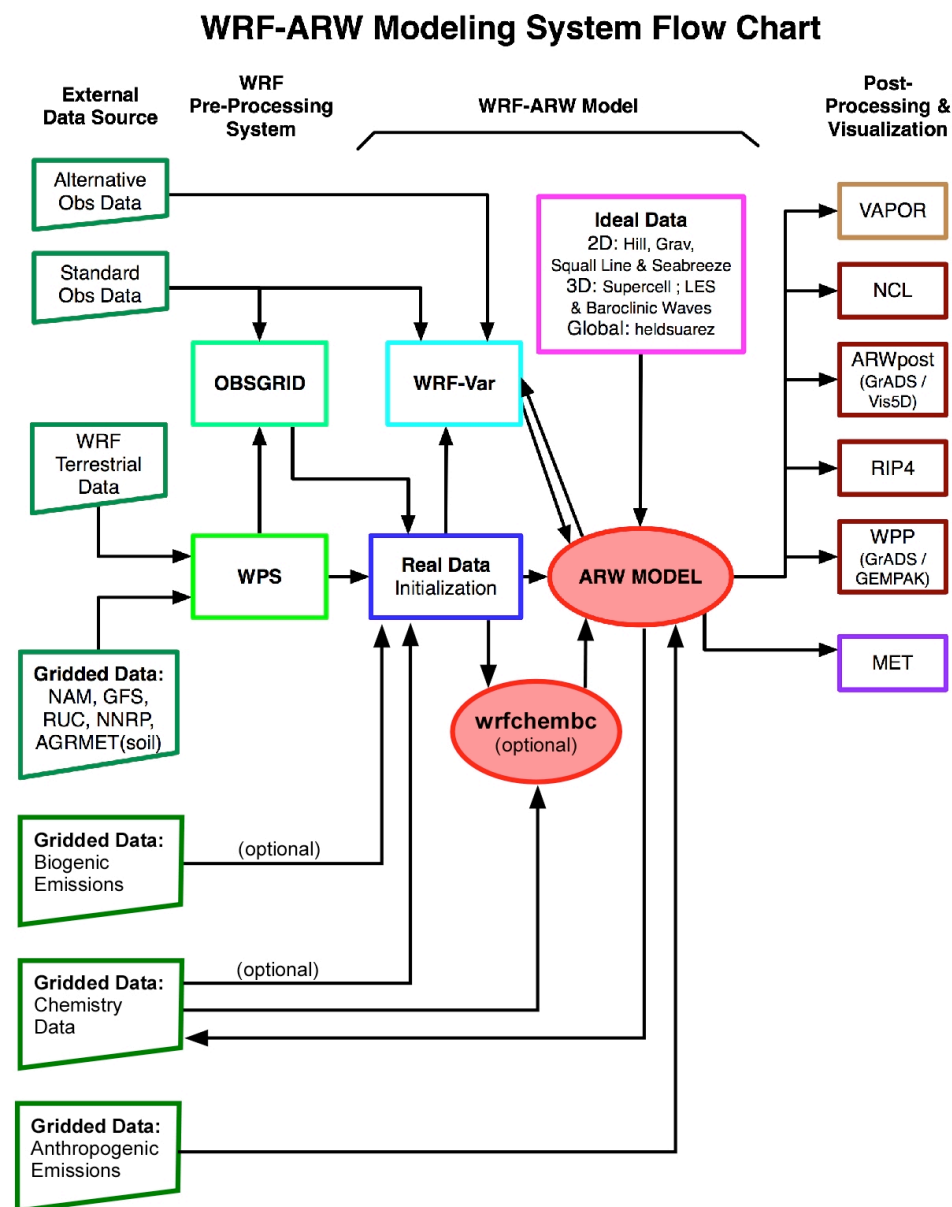 WRF-ARW Modeling System Flow Chart
External
Data Source
WRF
Pre-Processing
System
WRF-ARW Model
Post-
Processing &
Visualization
Alternative
Obs Data
Standard
Obs Data
OBSGRID
WRF-Var
Ideal Data
2D: Hill, Grav,
Squall Line & Seabreeze
3D: Supercell ; LES
& Baroclinic Waves
Global: heldsuarez
VAPOR
NCL
ARWpost
(GrADS /
Vis5D)
RIP4
WPP
(GrADS /
GEMPAK)
MET
WRF
Terrestrial
Data
WPS
Real Data
Initialization
ARW MODEL
Gridded Data:
NAM, GFS,
RUC, NNRP,
AGRMET(soil)
wrfchembc
(optional)
Gridded Data:
Biogenic
Emissions
(optional)
Gridded Data:
Chemistry
Data
(optional)
Gridded Data:
Anthropogenic
Emissions